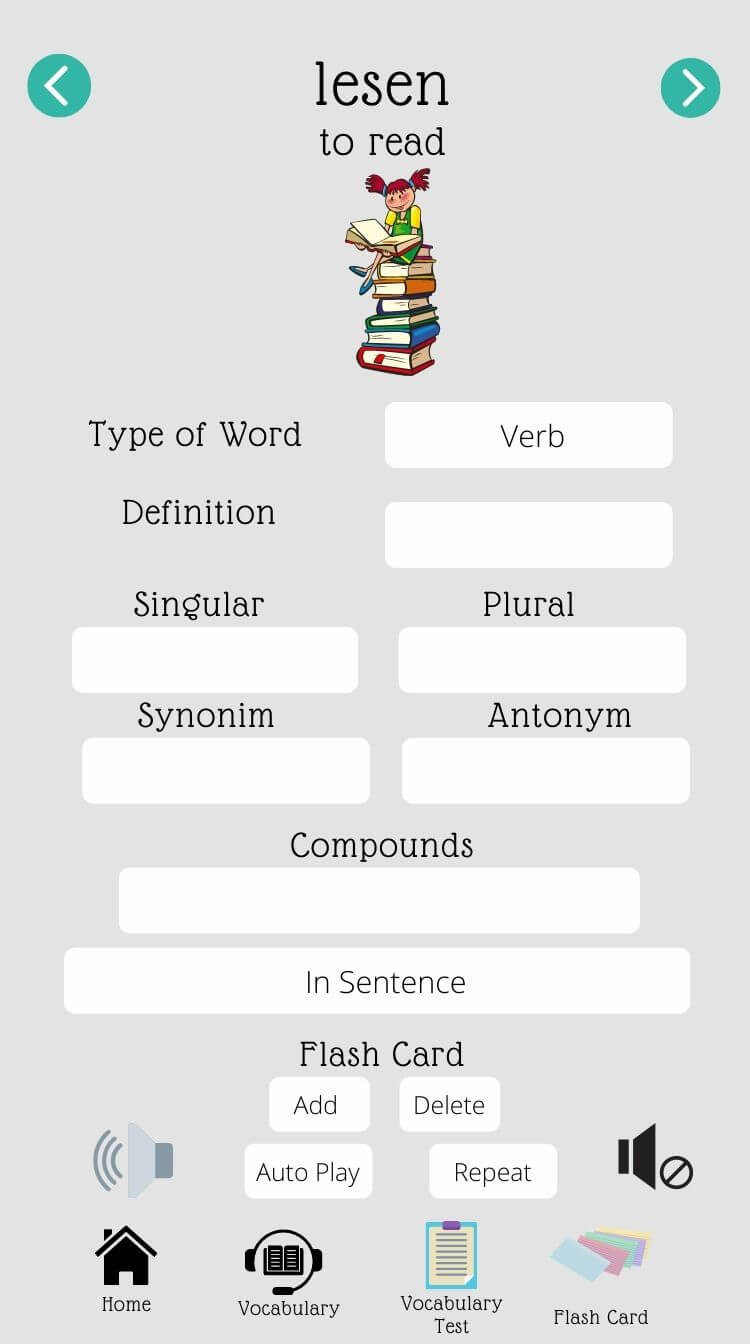 lesen
to read
Type of Word
Verb
Definition
Singular
Plural
Synonim
Antonym
Compounds
In Sentence
Flash Card
Add
Delete
Auto Play
Repeat
Home
Vocabulary
Vocabulary
Test
Flash Card